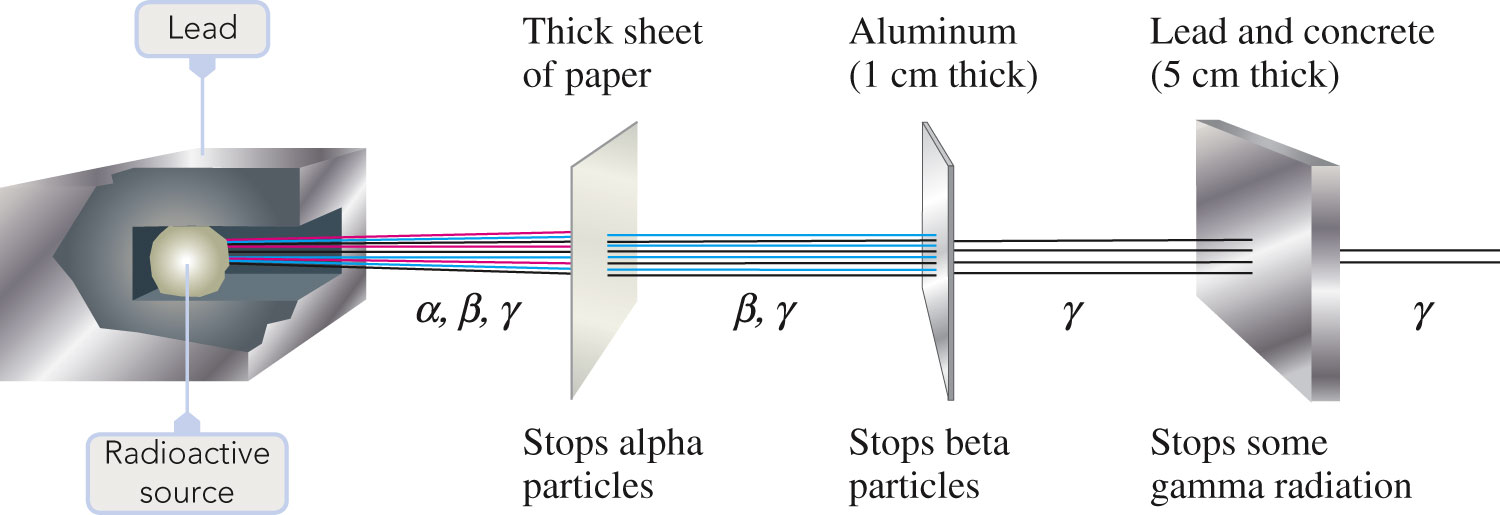 Lead
Thick sheet
of paper
Aluminum
(1 cm thick)
Lead and concrete
(5 cm thick)
α, β, γ
β, γ
γ
γ
Radioactive
source
Stops alpha
particles
Stops beta
particles
Stops some
gamma radiation